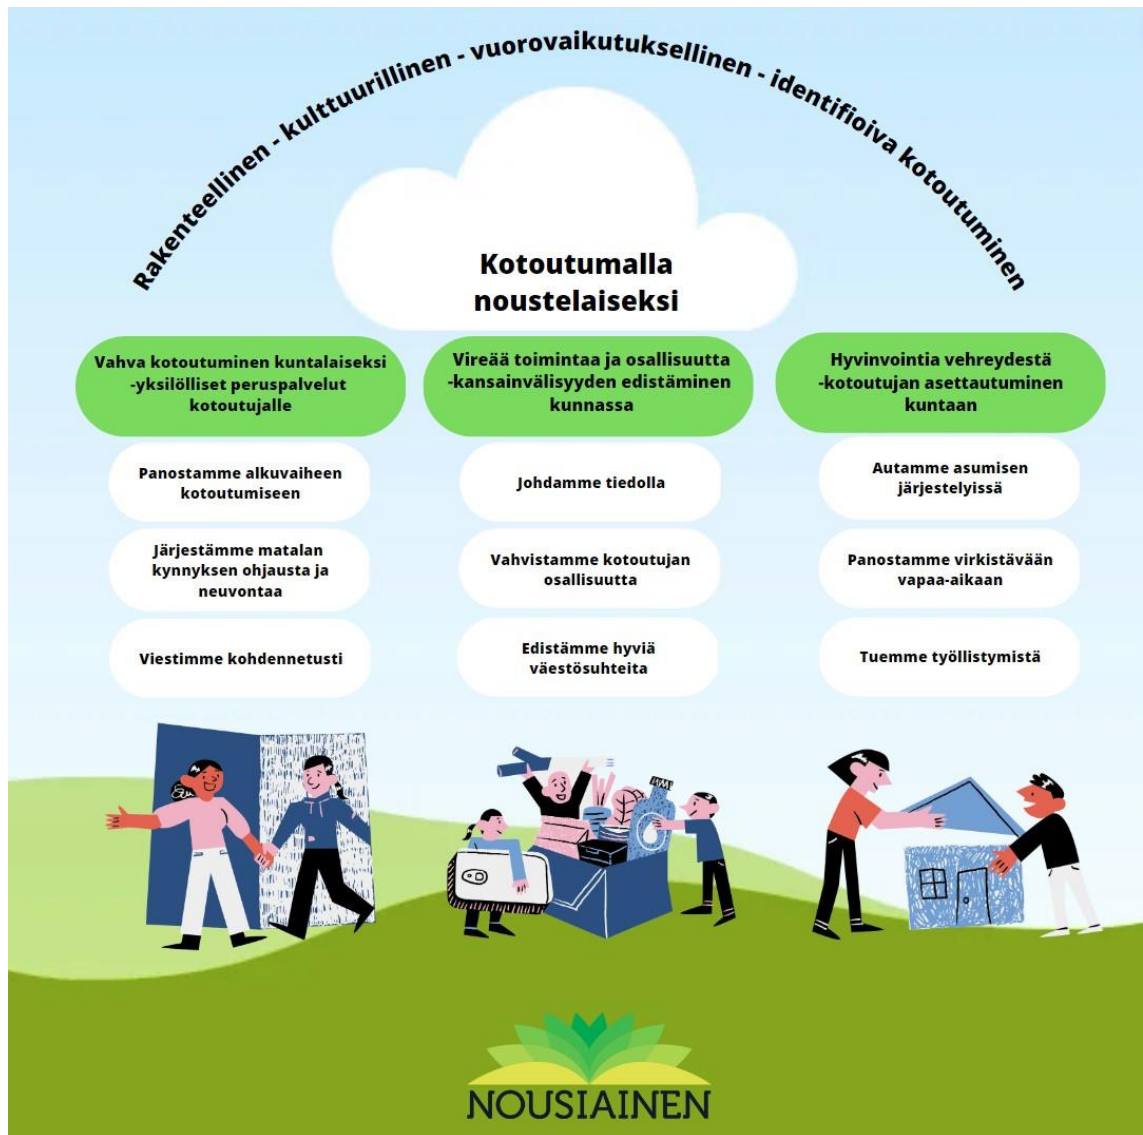 Rakenteellinen - kulttuurillinen - vuorovaikutuksellinen - identifioiva kotoutuminen
Kotoutumalla
noustelaiseksi
Vahva kotoutuminen kuntalaiseksi
-yksilölliset peruspalvelut
kotoutujalle
Panostamme alkuvaiheen
kotoutumiseen
Järjestämme matalan
kynnyksen ohjausta ja
neuvontaa
Viestimme kohdennetusti
Vireää toimintaa ja osallisuutta
-kansainvälisyyden edistäminen
kunnassa
Johdamme tiedolla
Vahvistamme kotoutujan
osallisuutta
Edistämme hyviä
väestösuhteita
Hyvinvointia vehreydestä
-kotoutujan asettautuminen
kuntaan
Autamme asumisen
järjestelyissä
Panostamme virkistävään
vapaa-aikaan
Tuemme työllistymistä
NOUSIAINEN